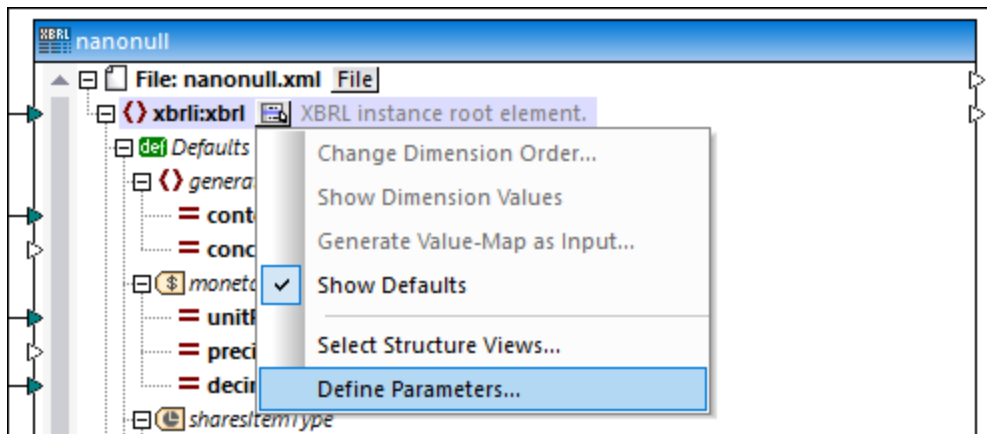 XBRL nanonull
File: nanonull.xml File
xbrli:xbrl XBRL instance root element.
def Defaults
Change Dimension Order...
Show Dimension Values
Generate Value-Map as Input...
Show Defaults
Select Structure Views...
Define Parameters...
$
sharesItemType